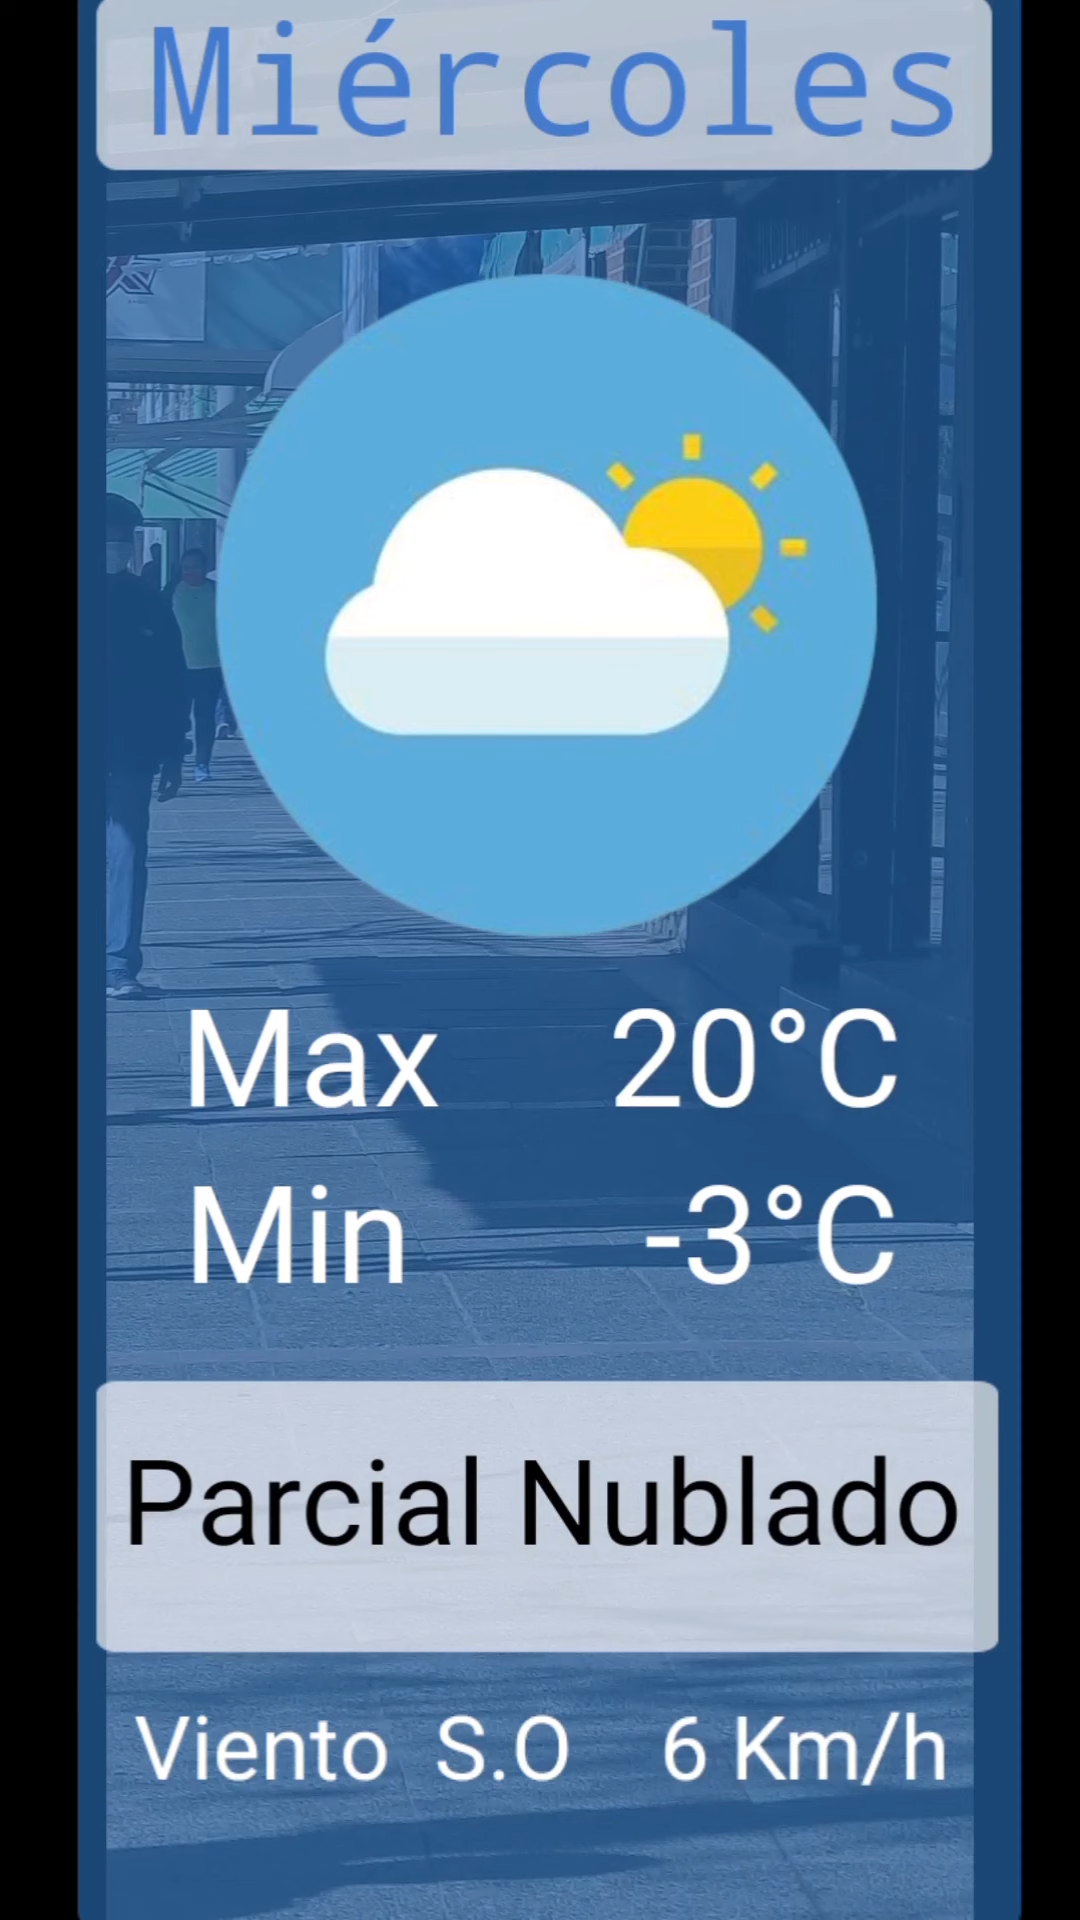 Miércoles
Max 20°C
Min -3°C
Parcial Nublado
Viento S.O 6 Km/h